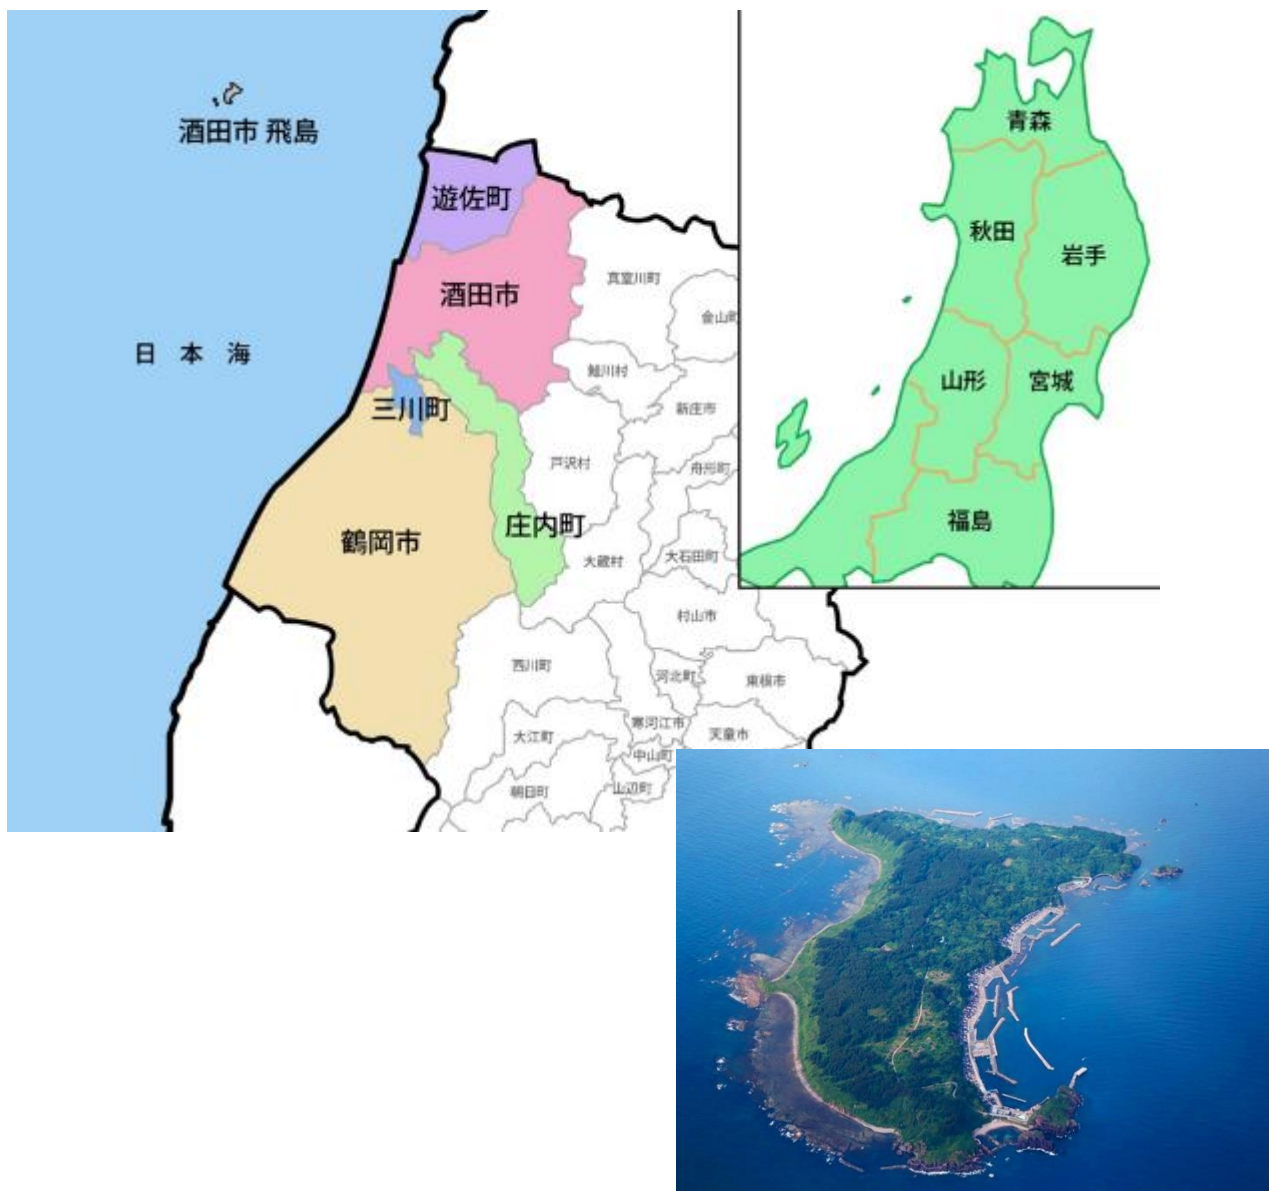 酒田市 飛島
遊佐町
酒田市
日 本 海
三川町
鶴岡市
庄内町
真室川町
金山町
鮭川村
新庄市
戸沢村
舟形町
大蔵村
大石田町
村山市
西川町
河北町
東根市
大江町
寒河江市
天童市
中山町
朝日町
山辺町
青森
秋田
岩手
山形
宮城
福島